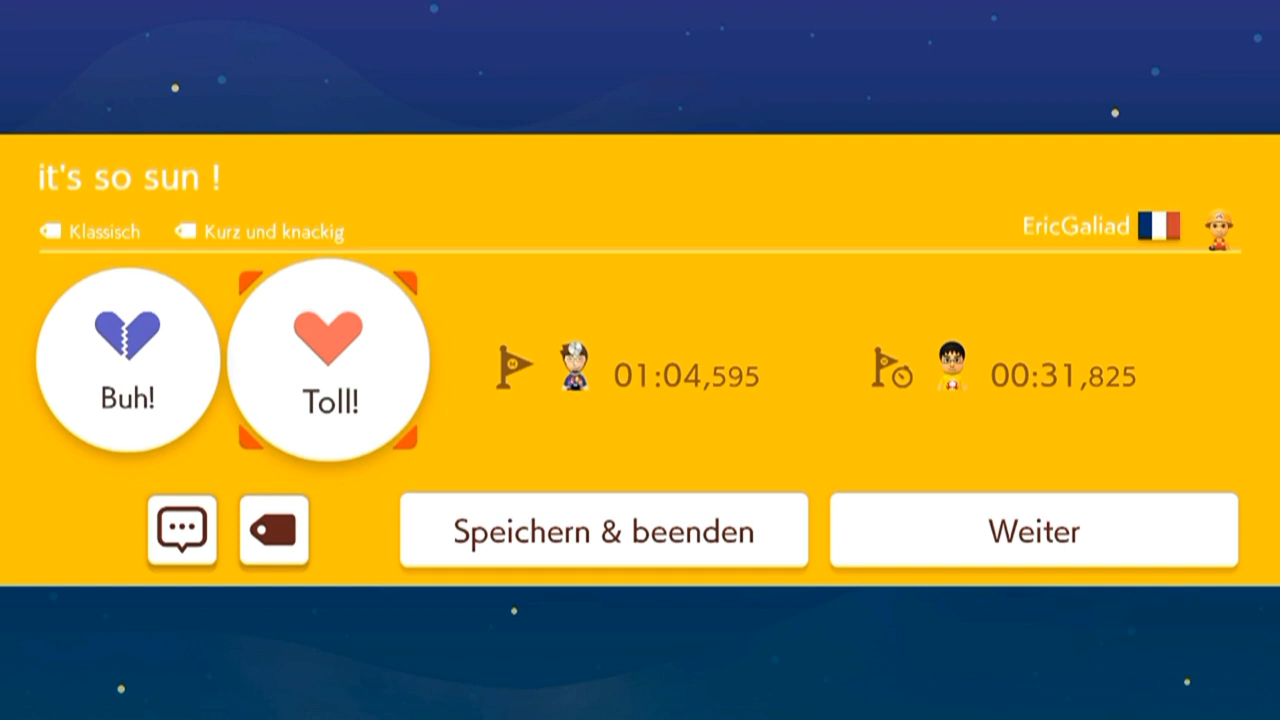 it's so sun !
Klassisch Kurz und knackig
EricGaliad
Buh!
Toll!
01:04,595
00:31,825
Speichern & beenden
Weiter